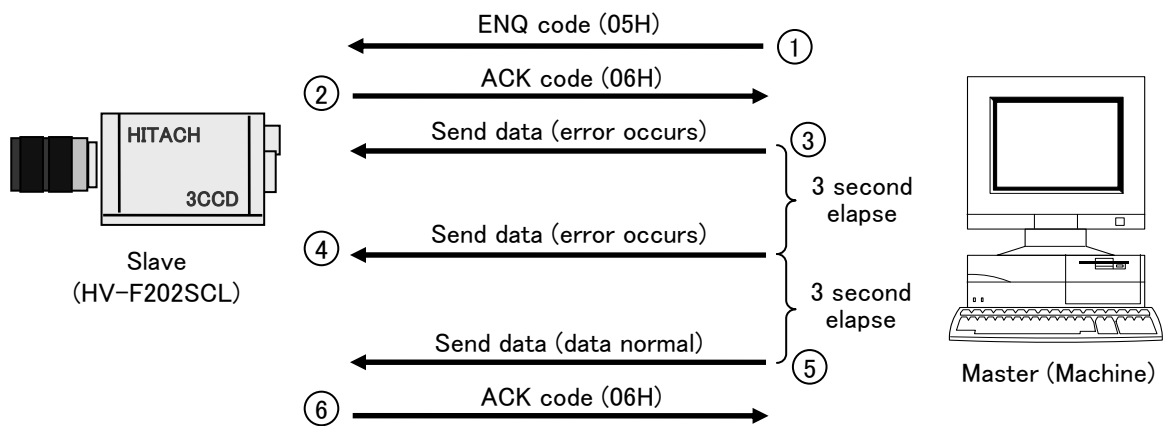 ENQ code (05H)
①
② ACK code (06H)
HITACH
3CCD
Send data (error occurs) ③
3 second
elapse
④ Send data (error occurs)
Slave
(HV-F202SCL)
3 second
elapse
Send data (data normal)
⑤
Master (Machine)
⑥ ACK code (06H)